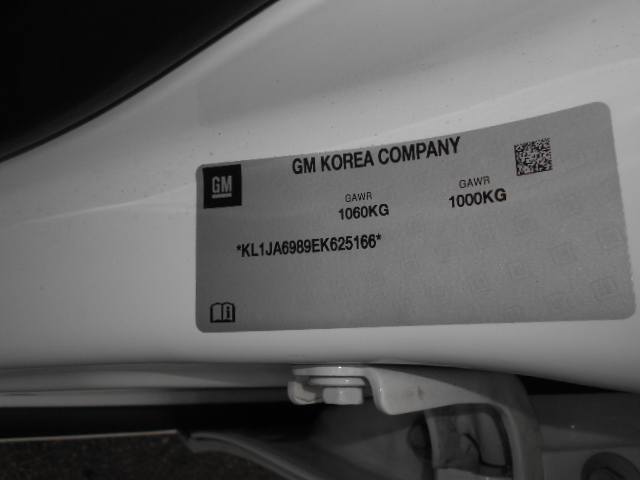 GM
GM KOREA COMPANY
GAWR GAWR
1060KG 1000KG
*KL1JA6989EK625166*